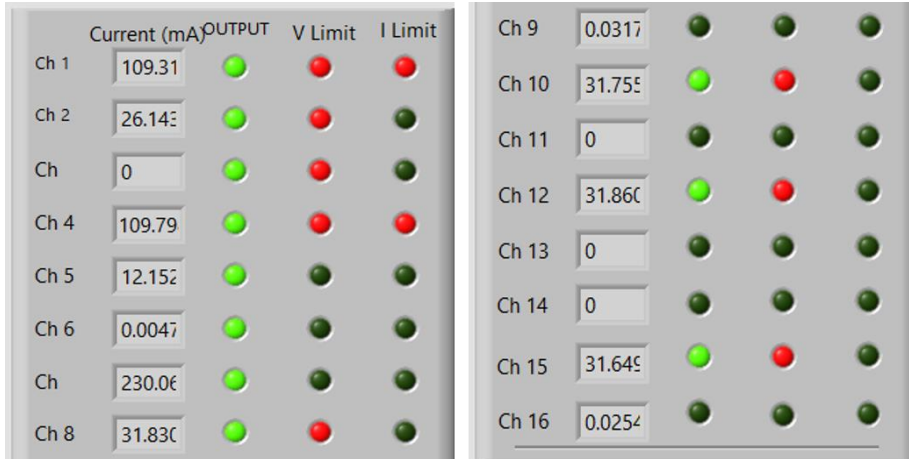 Current (mA) OUTPUT V Limit I Limit
Ch 1 109.31
Ch 2 26.143
Ch 0
Ch 4 109.79
Ch 5 12.152
Ch 6 0.0047
Ch 230.06
Ch 8 31.830
Ch 9 0.0317
Ch 10 31.755
Ch 11 0
Ch 12 31.860
Ch 13 0
Ch 14 0
Ch 15 31.649
Ch 16 0.0254